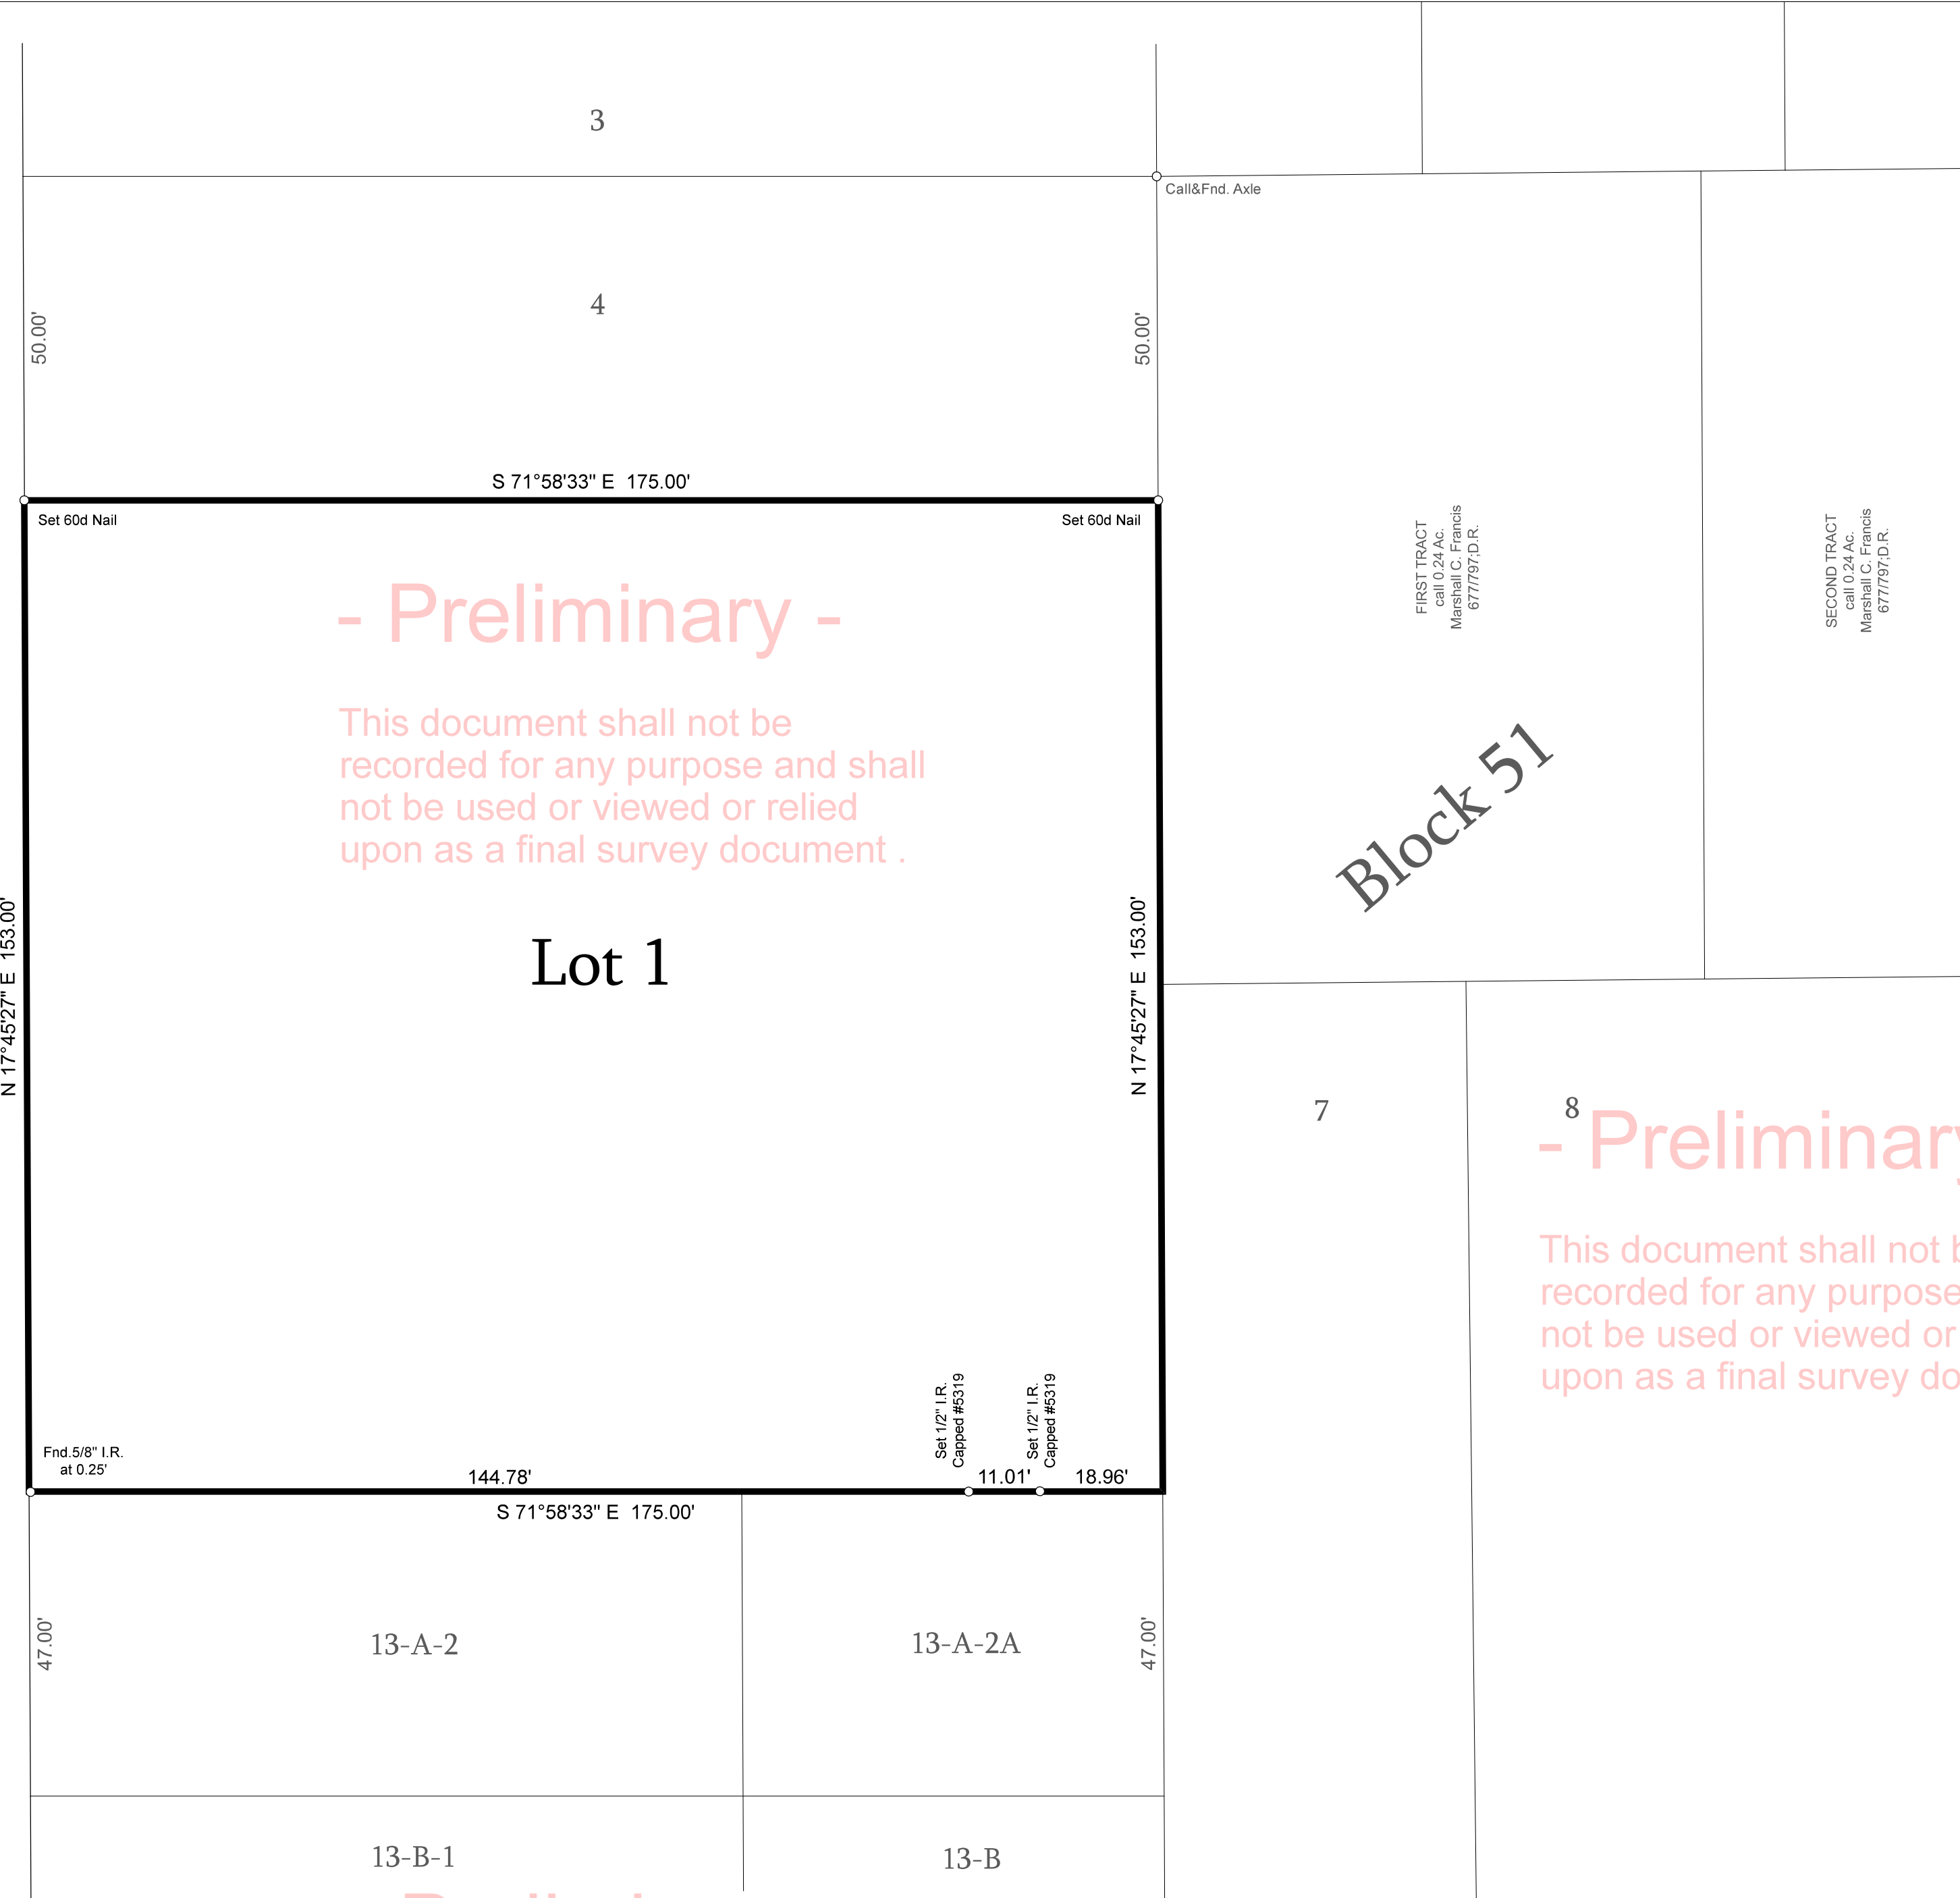 3
Call&Fnd. Axle
4
50.00'
50.00'
S 71°58'33" E  175.00'
Set 60d Nail
Set 60d Nail
FIRST TRACT
call 0.24 Ac.
Marshall C. Francis
677/797;D.R.
SECOND TRACT
call 0.24 Ac.
Marshall C. Francis
677/797;D.R.
- Preliminary -
This document shall not be
recorded for any purpose and shall
not be used or viewed or relied
upon as a final survey document .
Block 51
Lot 1
N 17°45'27" E  153.00'
N 17°45'27" E  153.00'
7
8
- Preliminary
This document shall not b
recorded for any purpose
not be used or viewed or
upon as a final survey do
Set 1/2" I.R.
Capped #5319
Set 1/2" I.R.
Capped #5319
Fnd.5/8" I.R.
at 0.25'
144.78'
11.01'
18.96'
S 71°58'33" E  175.00'
47.00'
13-A-2
13-A-2A
47.00'
13-B-1
13-B